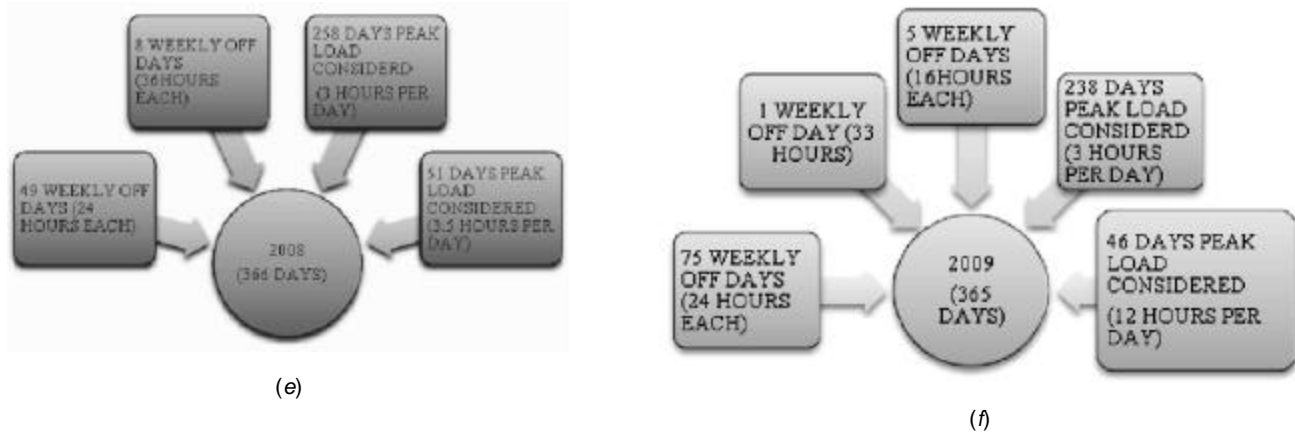 8 WEEKLY OFF
DAYS
(36HOURS
EACH)
258 DAYS PEAK
LOAD
CONSIDERD
(3 HOURS PER
DAY)
49 WEEKLY OFF
DAYS (24
HOURS EACH)
51 DAYS PEAK
LOAD
CONSIDERED
(3.5 HOURS PER
DAY)
2008
(366 DAYS)
(e)
5 WEEKLY
OFF DAYS
(16HOURS
EACH)
1 WEEKLY
OFF DAY (33
HOURS)
238 DAYS
PEAK LOAD
CONSIDERD
(3 HOURS
PER DAY)
75 WEEKLY
OFF DAYS
(24 HOURS
EACH)
46 DAYS PEAK
LOAD
CONSIDERED
(12 HOURS PER
DAY)
2009
(365
DAYS)
(f)